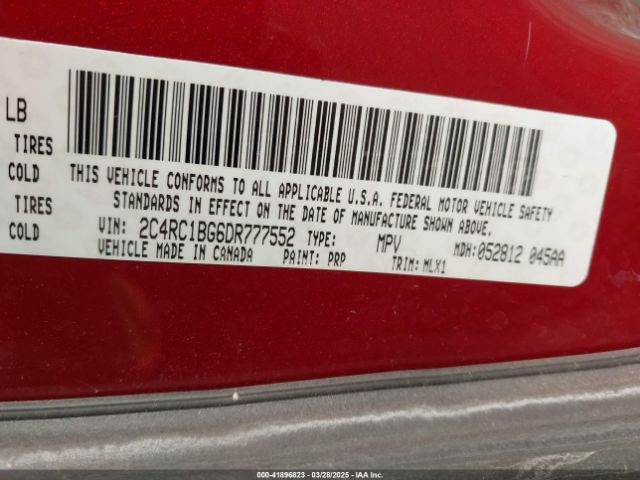 LB
TIRES
COLD
TIRES
COLD
THIS VEHICLE CONFORMS TO ALL APPLICABLE U.S.A. FEDERAL MOTOR VEHICLE SAFETY
STANDARDS IN EFFECT ON THE DATE OF MANUFACTURE SHOWN ABOVE.
VIN: 2C4RC1BG6DR777552 TYPE: MPV MDH:052812 045AA
VEHICLE MADE IN CANADA PAINT: PRP TRIM: MLX1
000-41896823 | 03/28/2025 - IAA Inc.